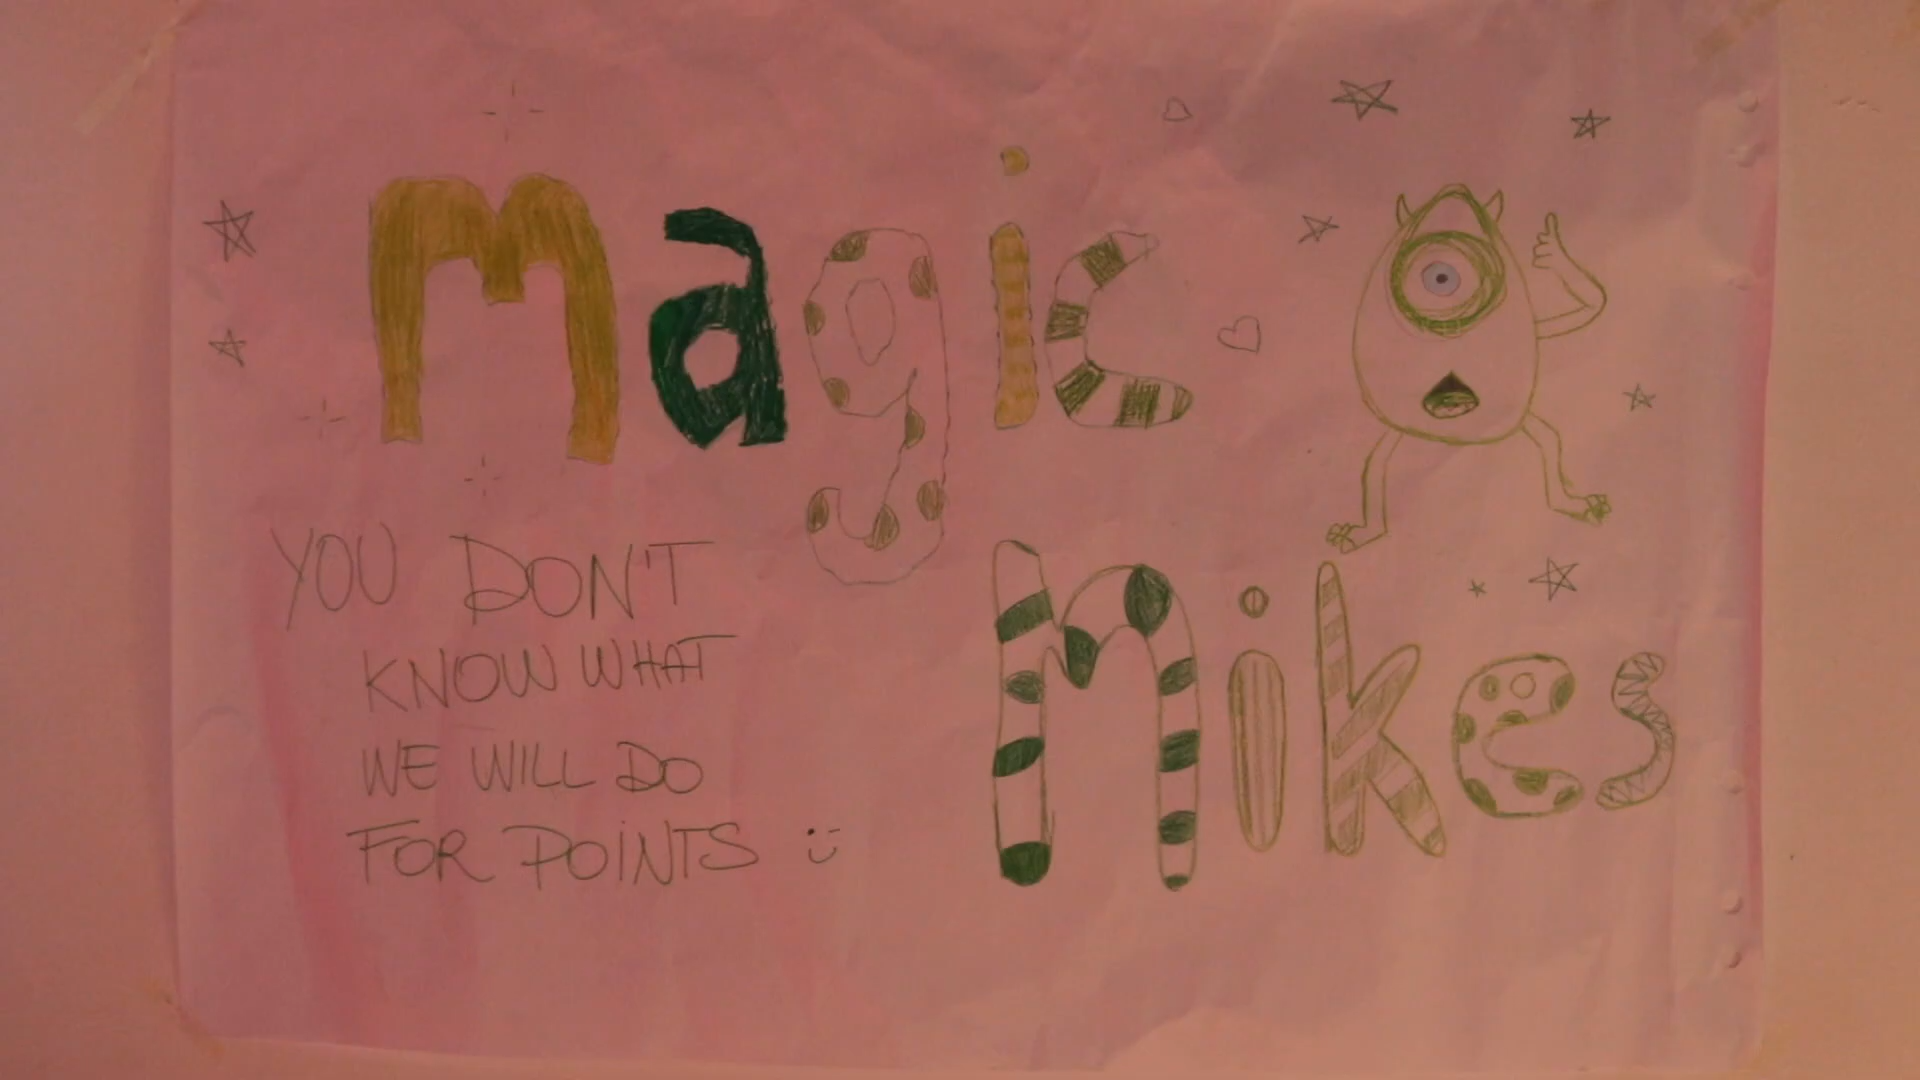 Magic
Mikes
YOU DON'T
KNOW WHAT
WE WILL DO
FOR POINTS :)